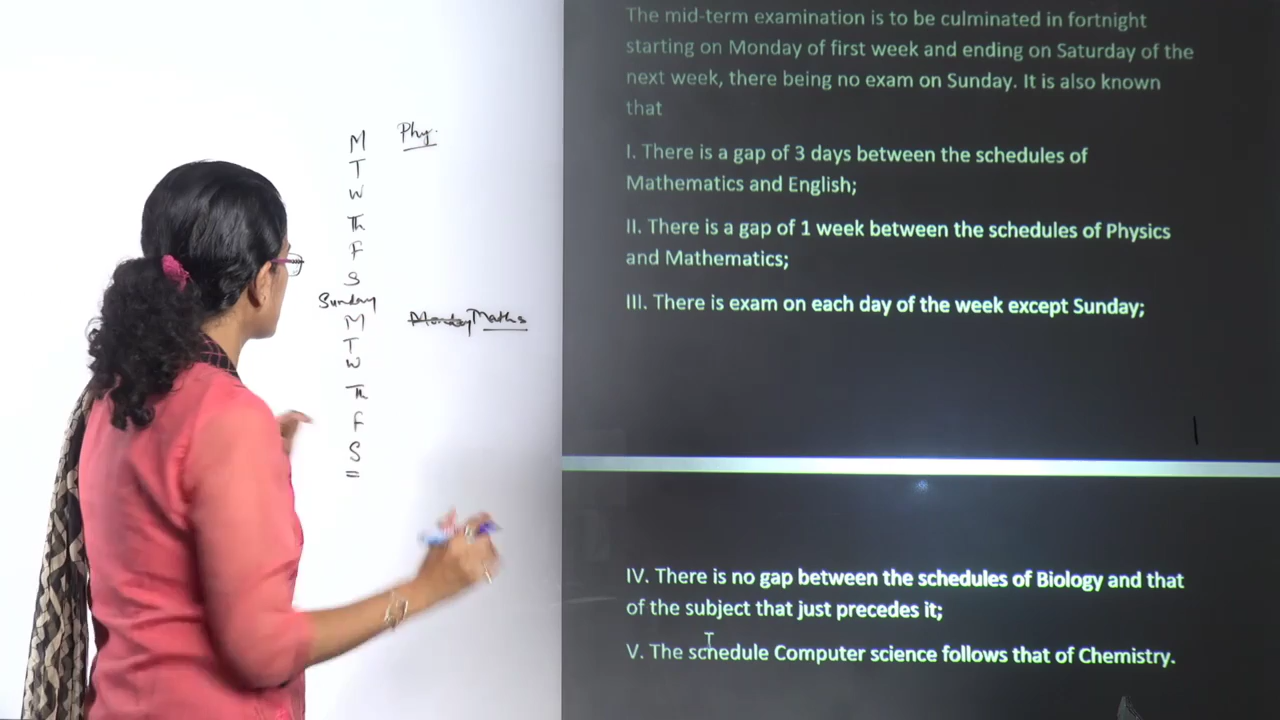 M Phy.
T
W
Th
F
S
Sunday
M Monday Maths
T
W
Th
F
S
The mid-term examination is to be culminated in fortnight
starting on Monday of first week and ending on Saturday of the
next week, there being no exam on Sunday. It is also known
that
I. There is a gap of 3 days between the schedules of
Mathematics and English;
II. There is a gap of 1 week between the schedules of Physics
and Mathematics;
III. There is exam on each day of the week except Sunday;
IV. There is no gap between the schedules of Biology and that
of the subject that just precedes it;
V. The schedule Computer science follows that of Chemistry.